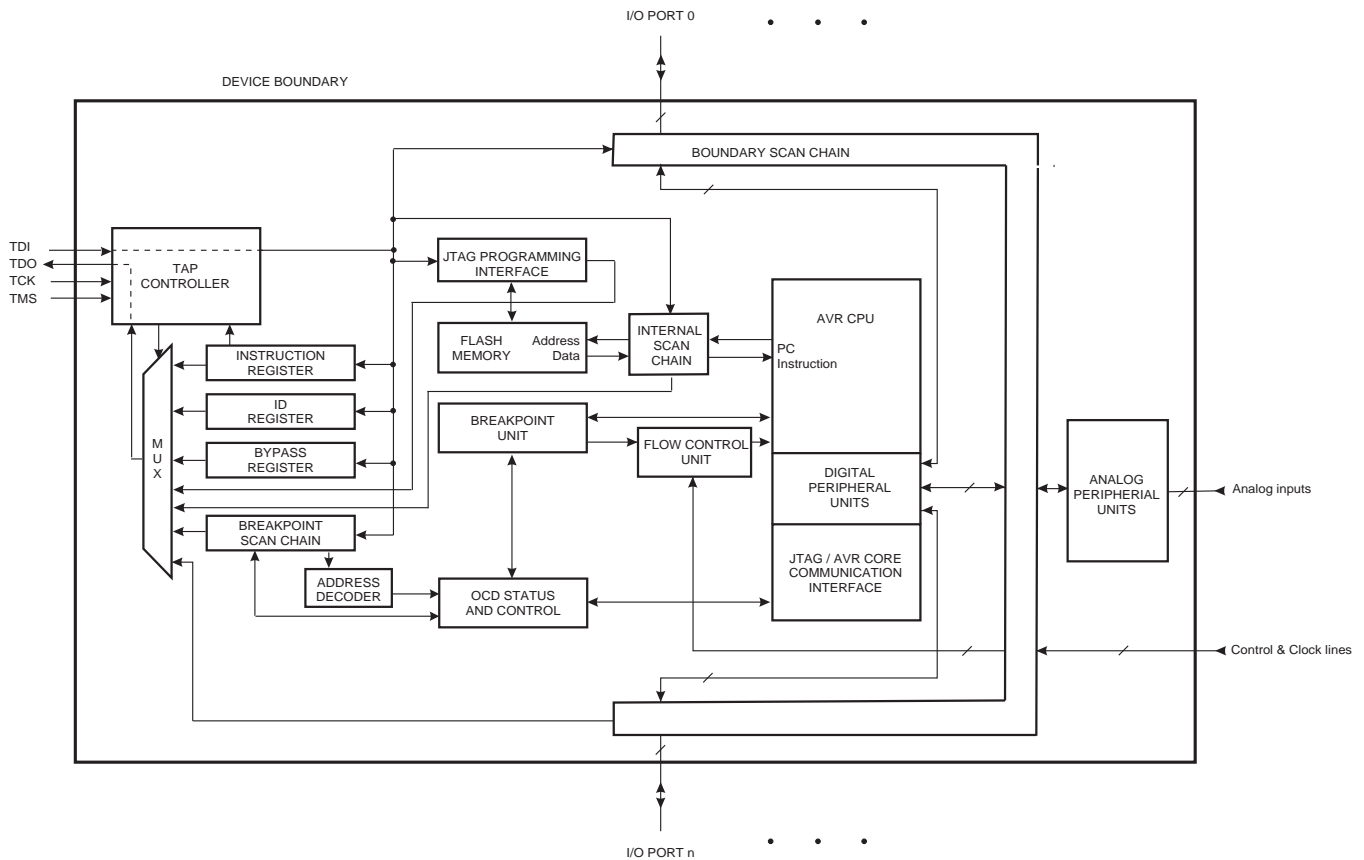 I/O PORT 0
DEVICE BOUNDARY
BOUNDARY SCAN CHAIN
TDI
TDO
TCK
TMS
TAP
CONTROLLER
JTAG PROGRAMMING
INTERFACE
AVR CPU
FLASH
MEMORY
Address
Data
INTERNAL
SCAN
CHAIN
PC
Instruction
INSTRUCTION
REGISTER
ID
REGISTER
M
U
X
BYPASS
REGISTER
BREAKPOINT
UNIT
FLOW CONTROL
UNIT
DIGITAL
PERIPHERAL
UNITS
ANALOG
PERIPHERIAL
UNITS
Analog inputs
BREAKPOINT
SCAN CHAIN
ADDRESS
DECODER
OCD STATUS
AND CONTROL
JTAG / AVR CORE
COMMUNICATION
INTERFACE
Control & Clock lines
I/O PORT n